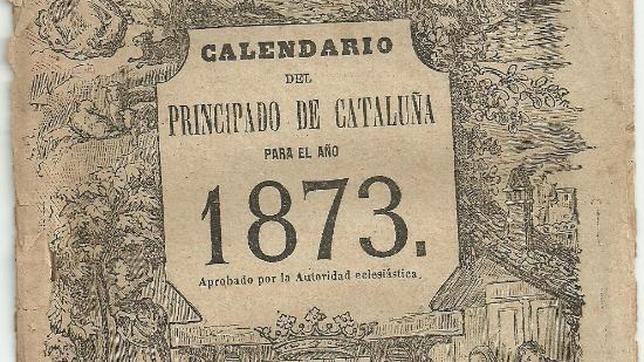 CALENDARIO
DEL
PRINCIPADO DE CATALUÑA
PARA EL AÑO
1873.
Aprobado por la Autoridad eclesiástica.